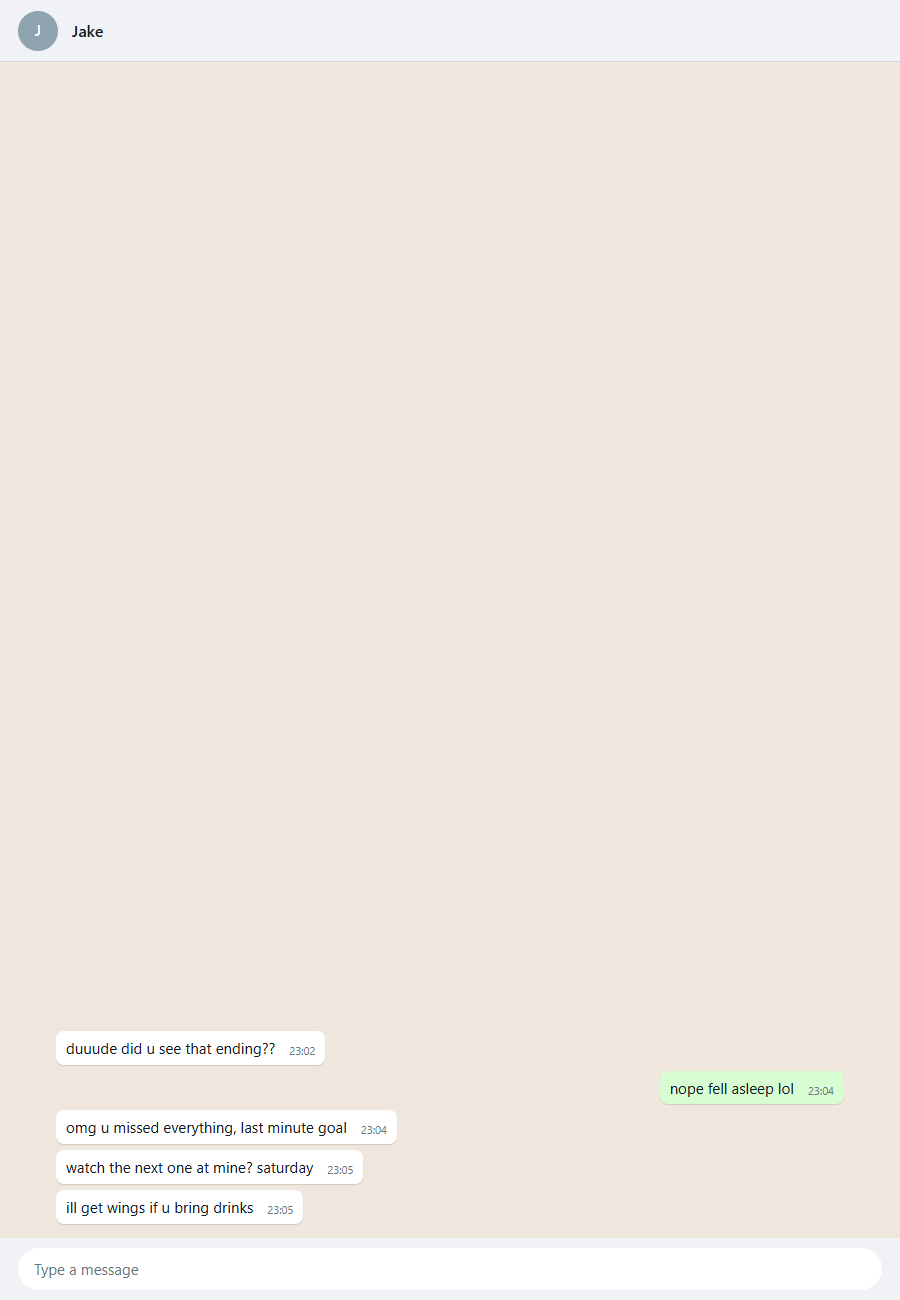 J
Jake
duuude did u see that ending?? 23:02
nope fell asleep lol 23:04
omg u missed everything, last minute goal 23:04
watch the next one at mine? saturday 23:05
ill get wings if u bring drinks 23:05
Type a message